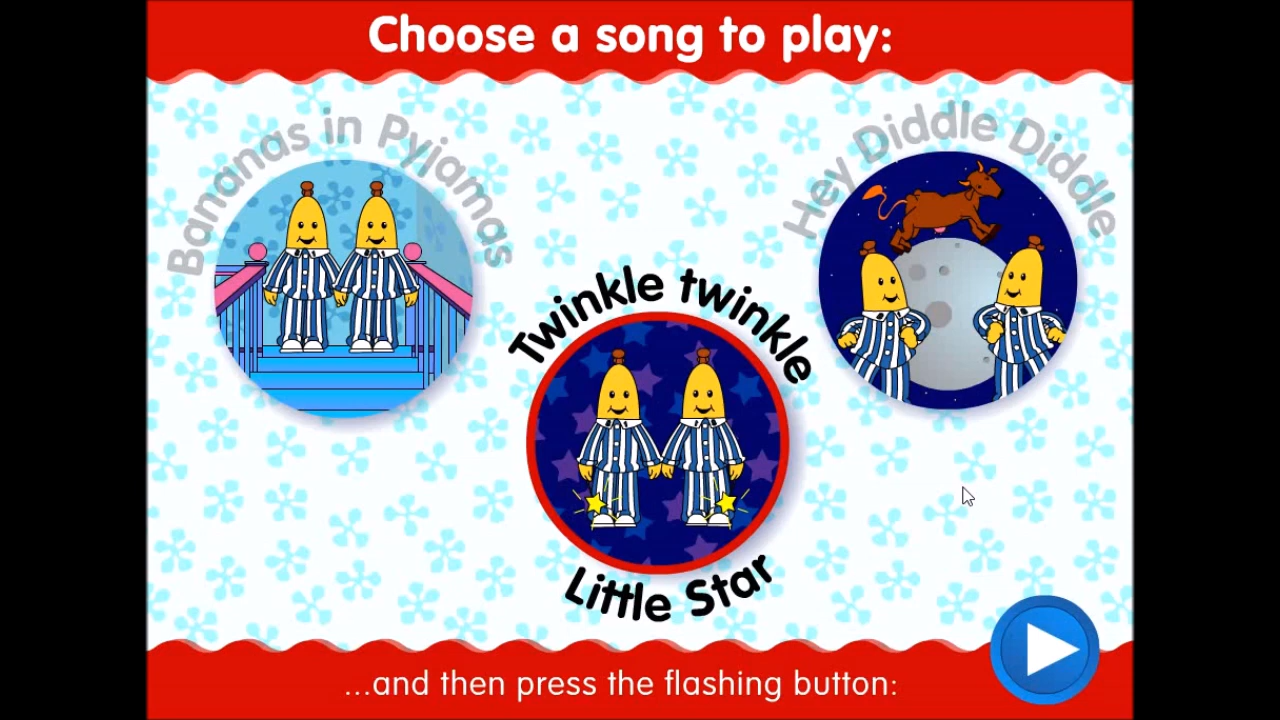 Choose a song to play:
Bananas in Pyjamas
Hey Diddle Diddle
Twinkle twinkle
Little Star
...and then press the flashing button: